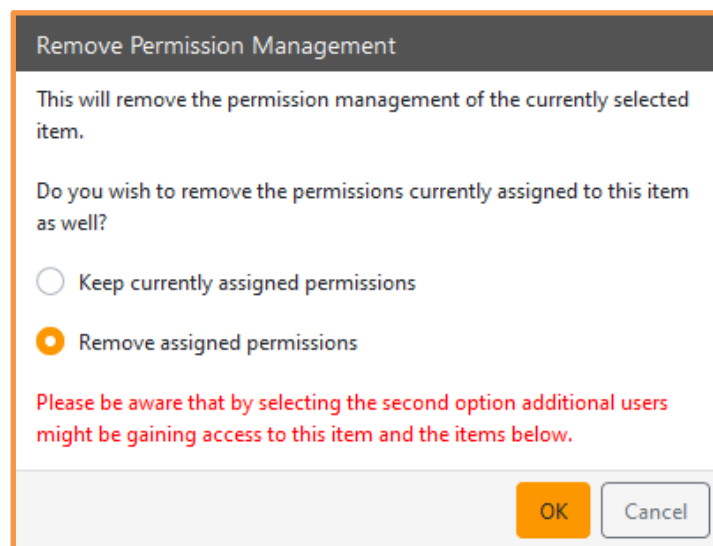 Remove Permission Management
This will remove the permission management of the currently selected
item.
Do you wish to remove the permissions currently assigned to this item
as well?
Keep currently assigned permissions
Remove assigned permissions
Please be aware that by selecting the second option additional users
might be gaining access to this item and the items below.
OK
Cancel